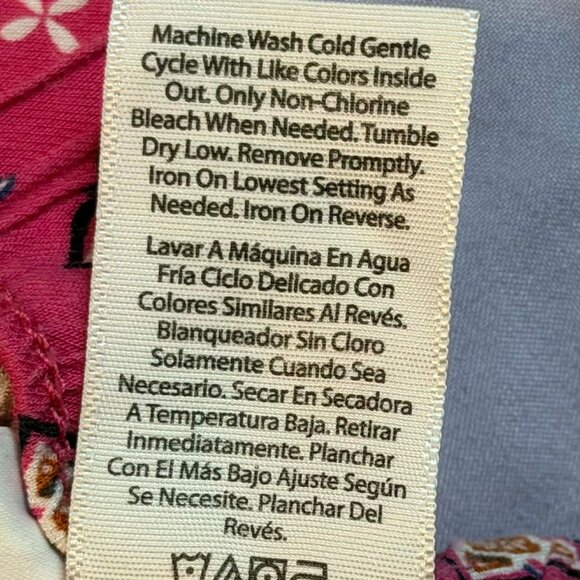 Machine Wash Cold Gentle
Cycle With Like Colors Inside
Out. Only Non-Chlorine
Bleach When Needed. Tumble
Dry Low. Remove Promptly.
Iron On Lowest Setting As
Needed. Iron On Reverse.
Lavar A Máquina En Agua
Fría Ciclo Delicado Con
Colores Similares Al Revés.
Blanqueador Sin Cloro
Solamente Cuando Sea
Necesario. Secar En Secadora
A Temperatura Baja. Retirar
Inmediatamente. Planchar
Con El Más Bajo Ajuste Según
Se Necesite. Planchar Del
Revés.